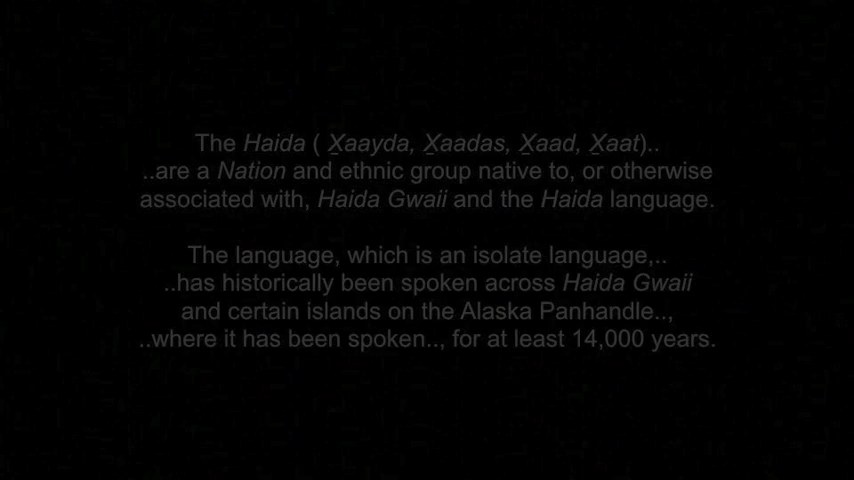 The Haida ( X̱aayda, X̱aadas, X̱aad, X̱aat)..
..are a Nation and ethnic group native to, or otherwise
associated with, Haida Gwaii and the Haida language.
The language, which is an isolate language,..
..has historically been spoken across Haida Gwaii
and certain islands on the Alaska Panhandle..,
..where it has been spoken.., for at least 14,000 years.